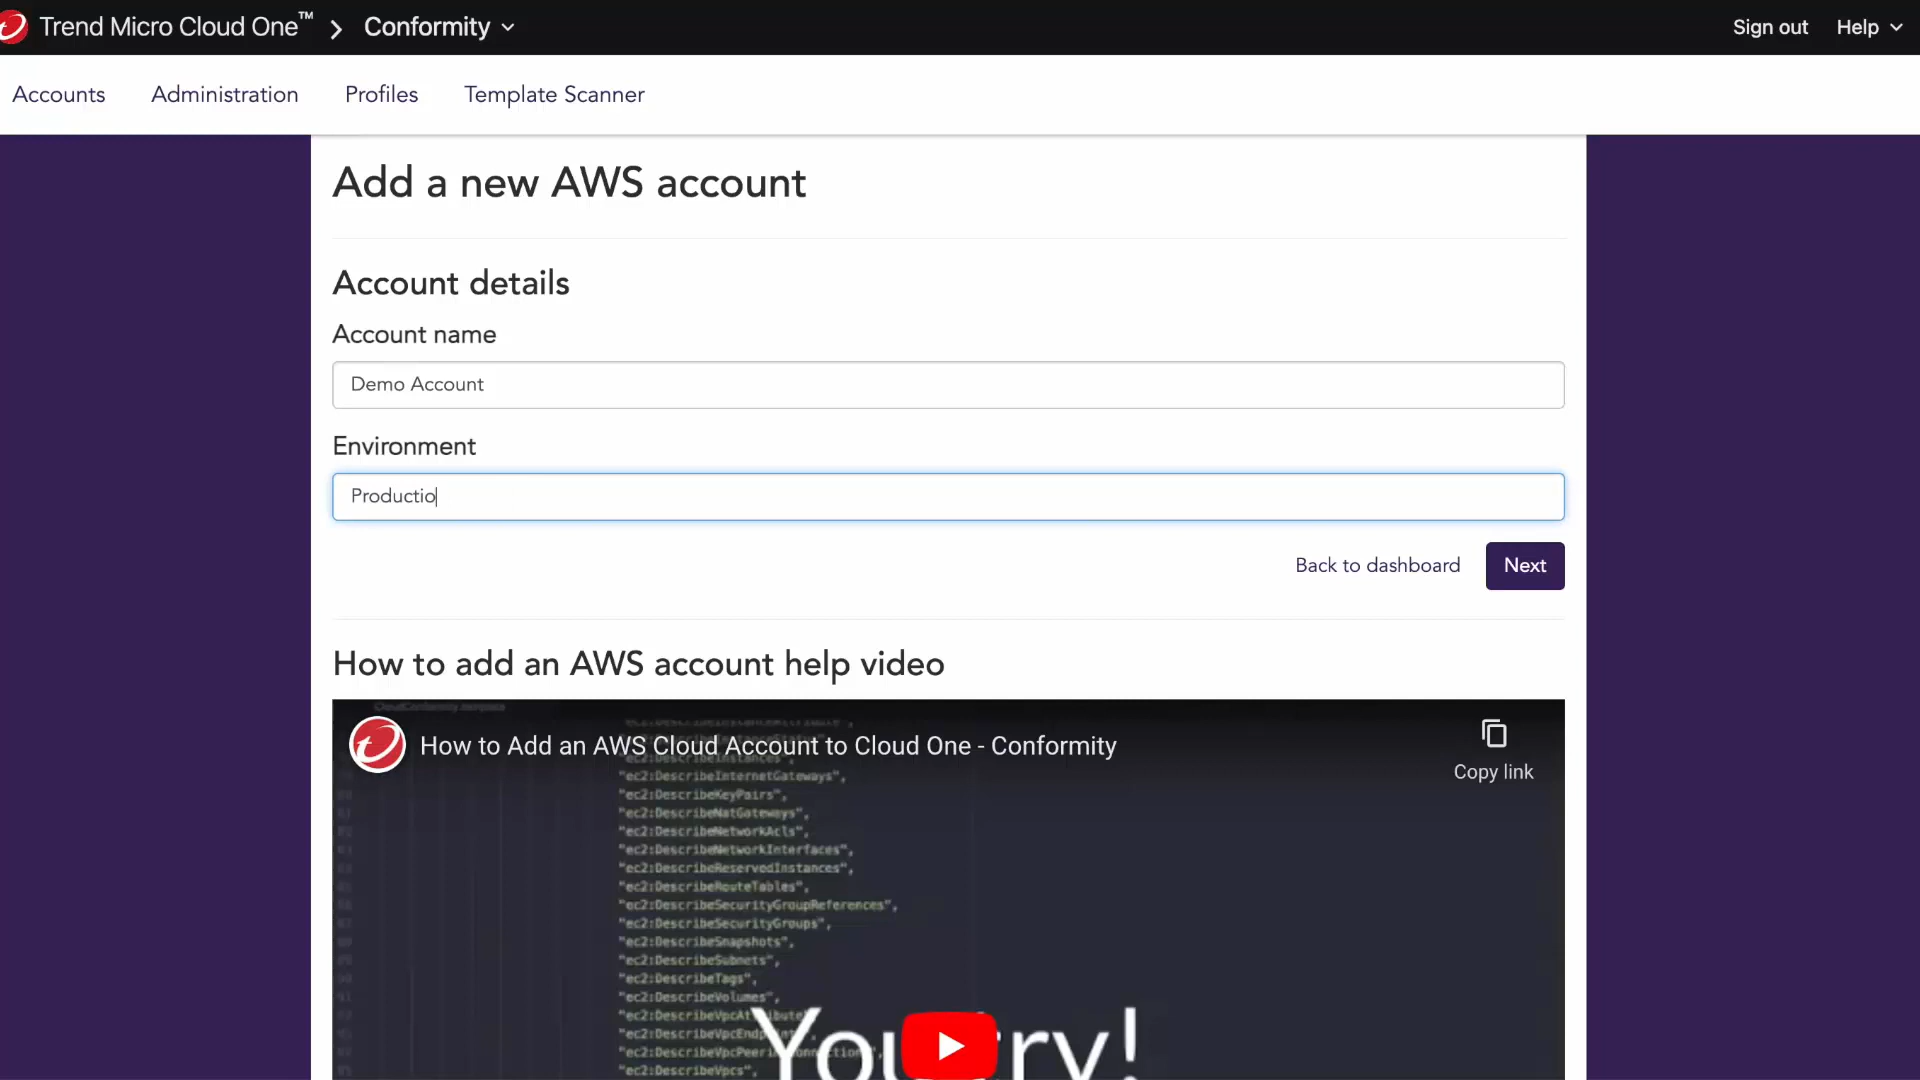 Trend Micro Cloud One™ Conformity
Sign out Help
Accounts Administration Profiles Template Scanner
Add a new AWS account
Account details
Account name
Demo Account
Environment
Productio
Back to dashboard Next
How to add an AWS account help video
How to Add an AWS Cloud Account to Cloud One - Conformity
Copy link
"ec2:DescribeInstances",
"ec2:DescribeInternetGateways",
"ec2:DescribeKeyPairs",
"ec2:DescribeNatGateways",
"ec2:DescribeNetworkAcls",
"ec2:DescribeNetworkInterfaces",
"ec2:DescribeReservedInstances",
"ec2:DescribeRouteTables",
"ec2:DescribeSecurityGroupReferences",
"ec2:DescribeSecurityGroups",
"ec2:DescribeSnapshots",
"ec2:DescribeSubnets",
"ec2:DescribeTags",
"ec2:DescribeVolumes",
"ec2:DescribeVpcs",